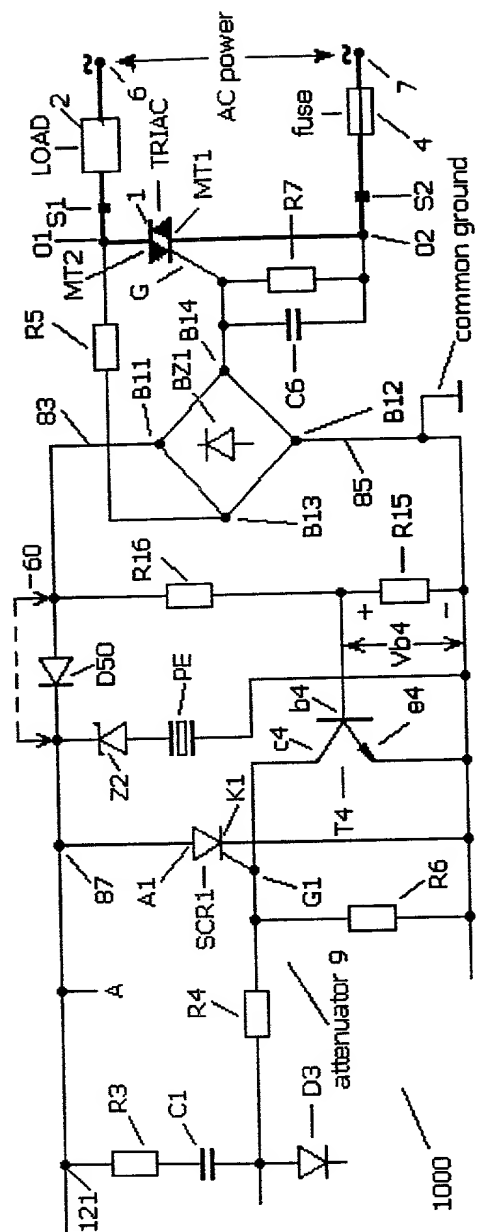 121
A
87
-60
83
R3
C1
A1
SCR1
K1
Z2
D50
PE
R16
B11
BZ1
B14
B13
R5
01
S1
LOAD
2
6
MT2
1
TRIAC
G
MT1
AC power
R4
G1
c4
b4
T4
e4
+
Vb4
-
R15
C6
R7
fuse
7
4
S2
02
D3
attenuator 9
R6
85
B12
common ground
1000